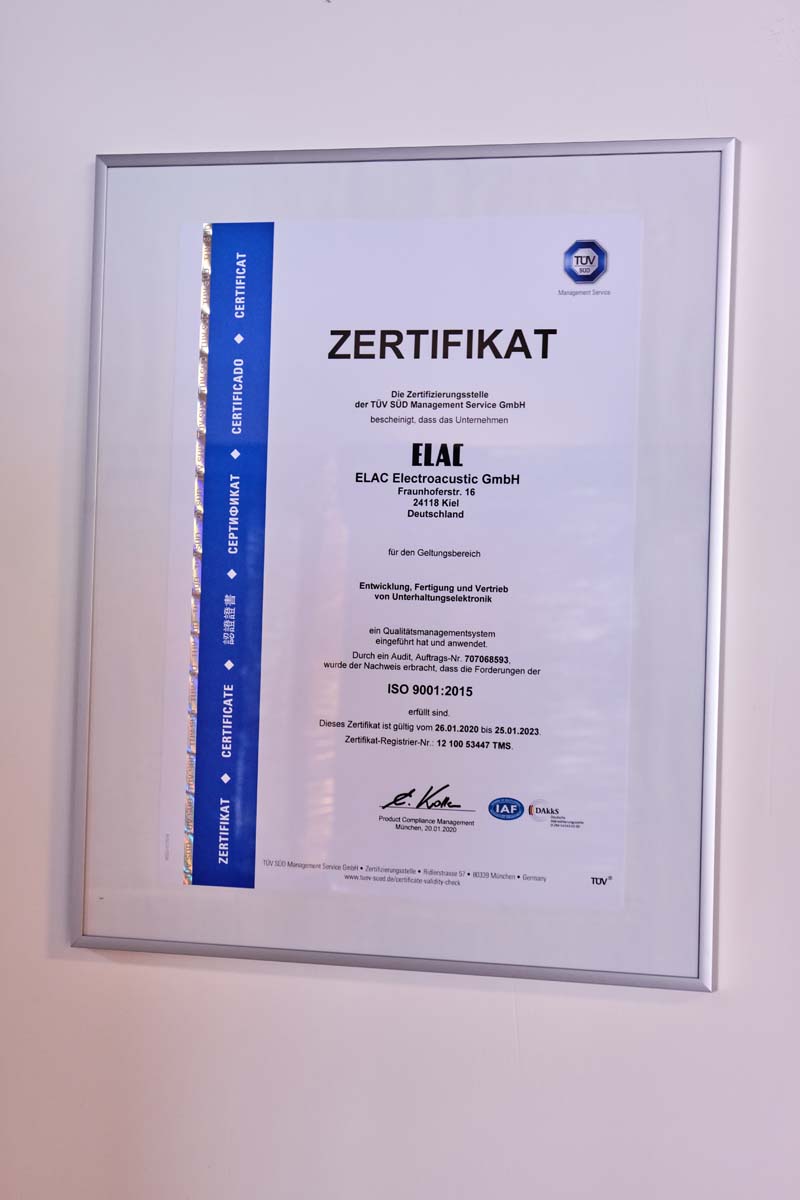 ZERTIFIKAT ◆ CERTIFICATE ◆ 認證證書 ◆ СЕРТИФИКАТ ◆ CERTIFICADO ◆ CERTIFICAT
TÜV
SÜD
Management Service
ZERTIFIKAT
Die Zertifizierungsstelle
der TÜV SÜD Management Service GmbH
bescheinigt, dass das Unternehmen
ELAC
ELAC Electroacustic GmbH
Fraunhoferstr. 16
24118 Kiel
Deutschland
für den Geltungsbereich
Entwicklung, Fertigung und Vertrieb
von Unterhaltungselektronik
ein Qualitätsmanagementsystem
eingeführt hat und anwendet.
Durch ein Audit, Auftrags-Nr. 707068593,
wurde der Nachweis erbracht, dass die Forderungen der
ISO 9001:2015
erfüllt sind.
Dieses Zertifikat ist gültig vom 26.01.2020 bis 25.01.2023.
Zertifikat-Registrier-Nr.: 12 100 53447 TMS.
Product Compliance Management
München, 20.01.2020
IAF
DAkkS
Deutsche
Akkreditierungsstelle
TÜV SÜD Management Service GmbH • Zertifizierungsstelle • Ridlerstrasse 57 • 80339 München • Germany
www.tuev-sued.de/certificate-validity-check
TÜV®